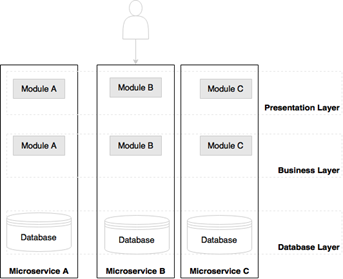 Module A
Module B
Module C
Presentation Layer
Module A
Module B
Module C
Business Layer
Database
Database
Database
Database Layer
Microservice A
Microservice B
Microservice C